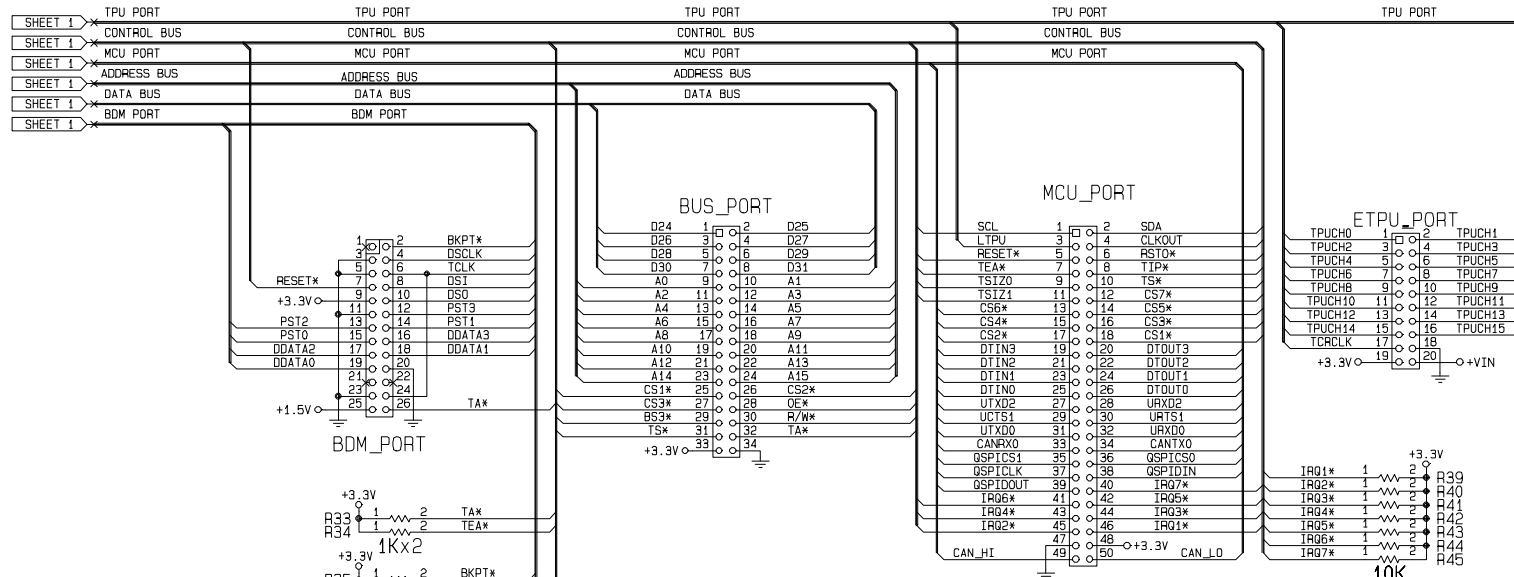 SHEET 1 TPU PORT TPU PORT TPU PORT TPU PORT TPU PORT
SHEET 1 CONTROL BUS CONTROL BUS CONTROL BUS CONTROL BUS
SHEET 1 MCU PORT MCU PORT MCU PORT MCU PORT
SHEET 1 ADDRESS BUS ADDRESS BUS ADDRESS BUS
SHEET 1 DATA BUS DATA BUS DATA BUS
SHEET 1 BDM PORT BDM PORT
1 2 BKPT*
3 4 DSCLK
5 6 TCLK
RESET* 7 8 DSI
+3.3V 9 10 DSO
11 12 PST3
PST2 13 14 PST1
PST0 15 16 DDATA3
DDATA2 17 18 DDATA1
DDATA0 19 20
21 22
23 24
+1.5V 25 26 TA*
BDM_PORT
BUS_PORT
D24 1 2 D25
D26 3 4 D27
D28 5 6 D29
D30 7 8 D31
A0 9 10 A1
A2 11 12 A3
A4 13 14 A5
A6 15 16 A7
A8 17 18 A9
A10 19 20 A11
A12 21 22 A13
A14 23 24 A15
CS1* 25 26 CS2*
CS3* 27 28 OE*
BS3* 29 30 R/W*
TS* 31 32 TA*
+3.3V 33 34
MCU_PORT
SCL 1 2 SDA
LTPU 3 4 CLKOUT
RESET* 5 6 RSTO*
TEA* 7 8 TIP*
TSIZ0 9 10 TS*
TSIZ1 11 12 CS7*
CS6* 13 14 CS5*
CS4* 15 16 CS3*
CS2* 17 18 CS1*
DTIN3 19 20 DTOUT3
DTIN2 21 22 DTOUT2
DTIN1 23 24 DTOUT1
DTIN0 25 26 DTOUT0
UTXD2 27 28 URXD2
UCTS1 29 30 URTS1
UTXD0 31 32 URXD0
CANRX0 33 34 CANTX0
QSPICS1 35 36 QSPICS0
QSPICLK 37 38 QSPIDIN
QSPIDOUT 39 40 IRQ7*
IRQ6* 41 42 IRQ5*
IRQ4* 43 44 IRQ3*
IRQ2* 45 46 IRQ1*
47 48 +3.3V
CAN_HI 49 50 CAN_LO
ETPU_PORT
TPUCH0 1 2 TPUCH1
TPUCH2 3 4 TPUCH3
TPUCH4 5 6 TPUCH5
TPUCH6 7 8 TPUCH7
TPUCH8 9 10 TPUCH9
TPUCH10 11 12 TPUCH11
TPUCH12 13 14 TPUCH13
TPUCH14 15 16 TPUCH15
TCRCLK 17 18
+3.3V 19 20 +VIN
+3.3V
IRQ1* 1 2 R39
IRQ2* 1 2 R40
IRQ3* 1 2 R41
IRQ4* 1 2 R42
IRQ5* 1 2 R43
IRQ6* 1 2 R44
IRQ7* 1 2 R45
10K
+3.3V
R33 1 2 TA*
R34 1 2 TEA*
1Kx2
+3.3V
1 2 BKPT*